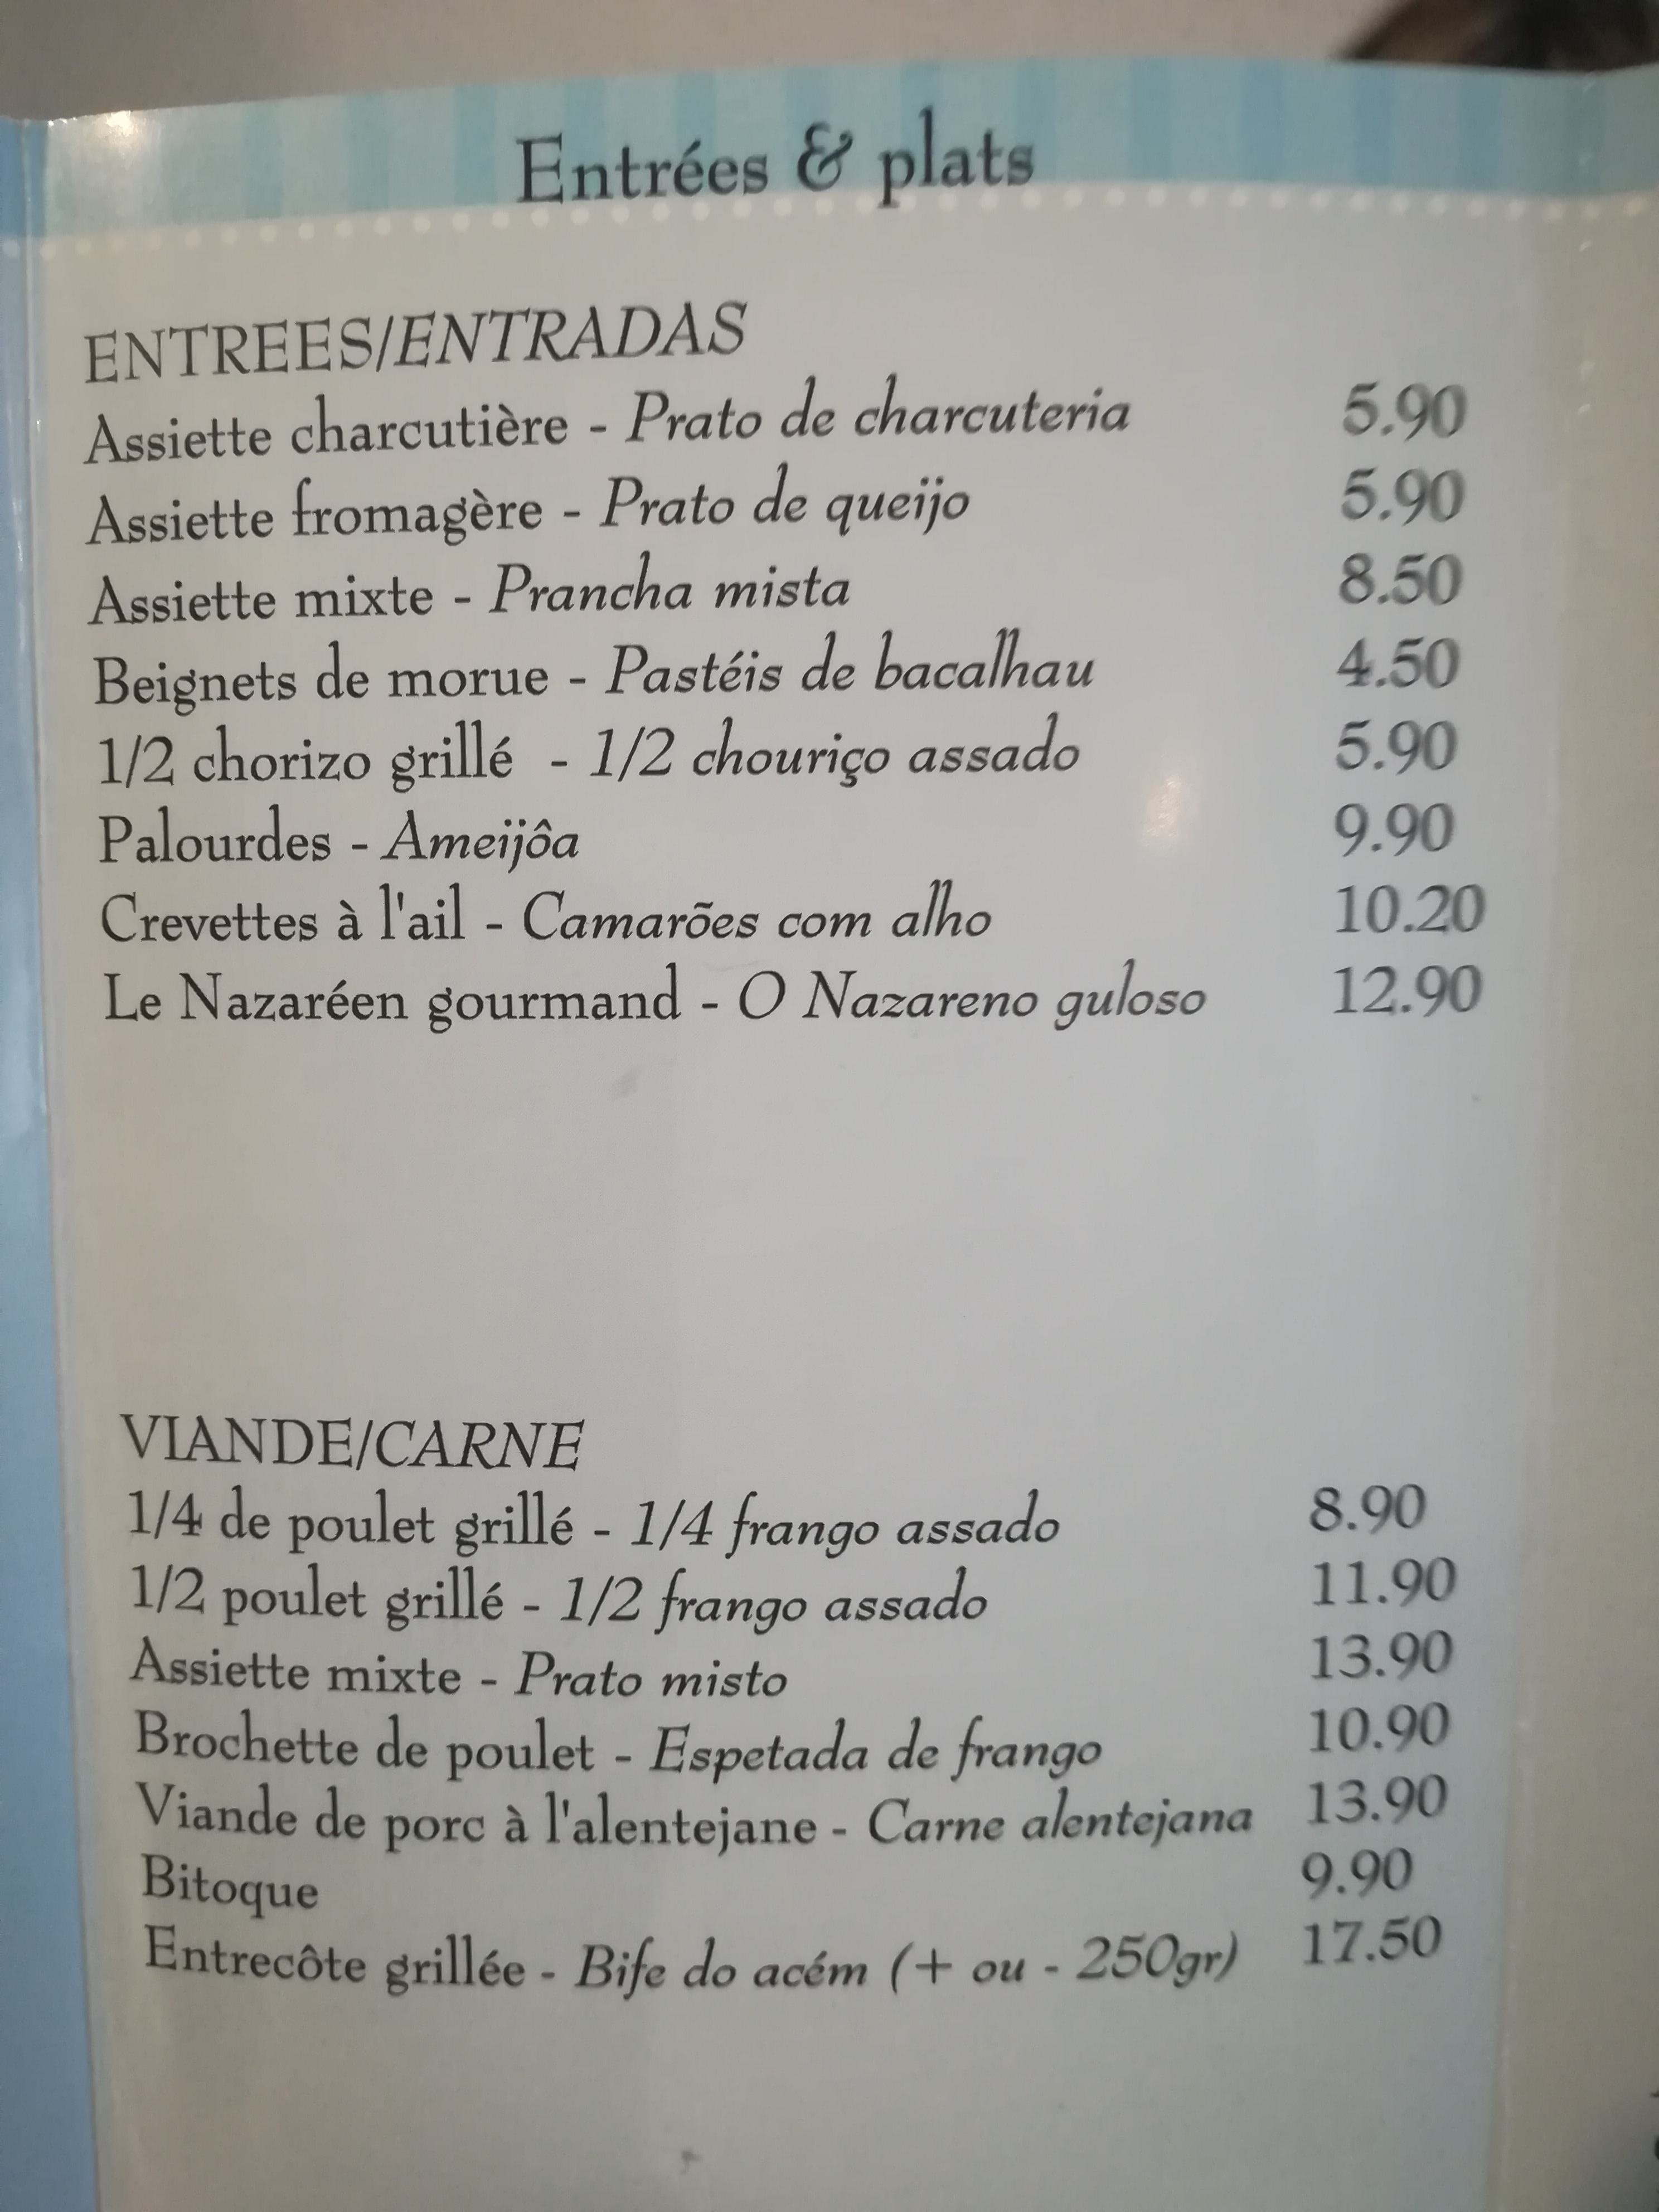 Entrées & plats
ENTREES/ENTRADAS
Assiette charcutière - Prato de charcuteria 5.90
Assiette fromagère - Prato de queijo 5.90
Assiette mixte - Prancha mista 8.50
Beignets de morue - Pastéis de bacalhau 4.50
1/2 chorizo grillé - 1/2 chouriço assado 5.90
Palourdes - Ameijôa 9.90
Crevettes à l'ail - Camarões com alho 10.20
Le Nazaréen gourmand - O Nazareno guloso 12.90
VIANDE/CARNE
1/4 de poulet grillé - 1/4 frango assado 8.90
1/2 poulet grillé - 1/2 frango assado 11.90
Assiette mixte - Prato misto 13.90
Brochette de poulet - Espetada de frango 10.90
Viande de porc à l'alentejane - Carne alentejana 13.90
Bitoque 9.90
Entrecôte grillée - Bife do acém (+ ou - 250gr) 17.50